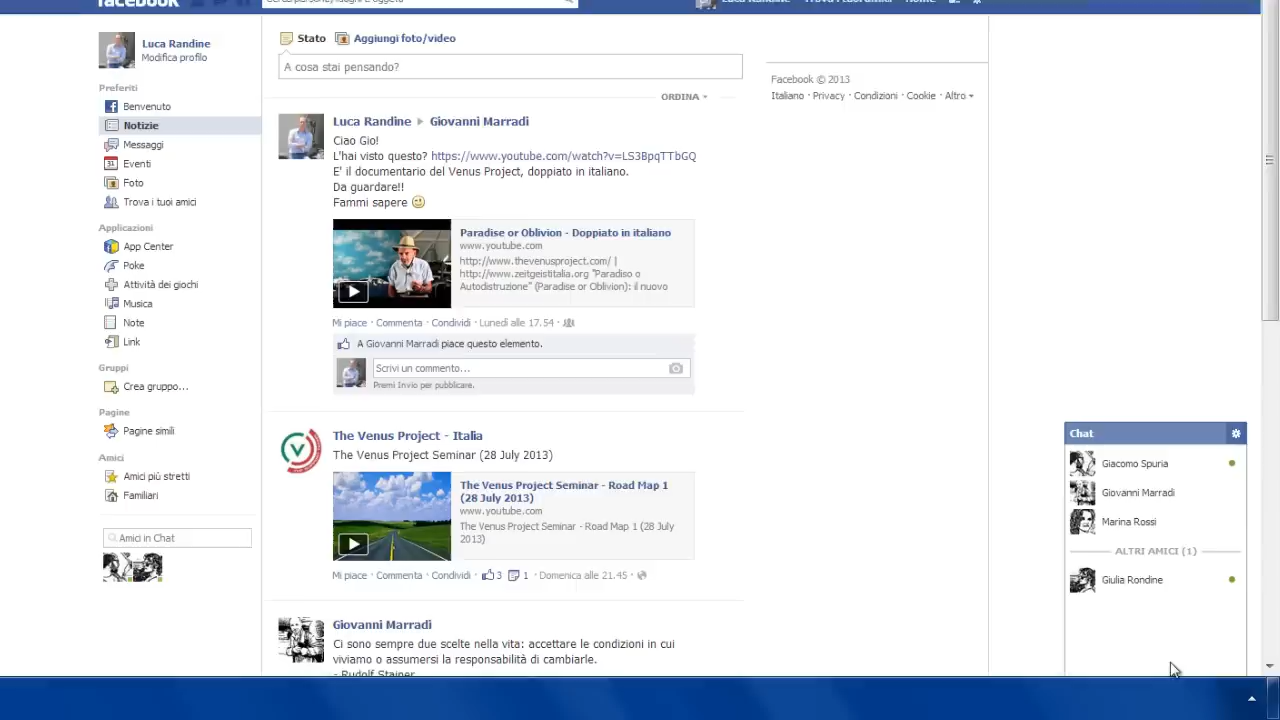 facebook
Luca Randine
Modifica profilo
Preferiti
Benvenuto
Notizie
Messaggi
Eventi
Foto
Trova i tuoi amici
Applicazioni
App Center
Poke
Attività dei giochi
Musica
Note
Link
Gruppi
Crea gruppo...
Pagine
Pagine simili
Amici
Amici più stretti
Familiari
Amici in Chat
Stato Aggiungi foto/video
A cosa stai pensando?
ORDINA
Luca Randine Giovanni Marradi
Ciao Gio!
L'hai visto questo? https://www.youtube.com/watch?v=LS3BpqTTbGQ
E' il documentario del Venus Project, doppiato in italiano.
Da guardare!!
Fammi sapere
Paradise or Oblivion - Doppiato in italiano
www.youtube.com
http://www.thevenusproject.com/ |
http://www.zeitgeistitalia.org "Paradiso o
Autodistruzione" (Paradise or Oblivion): il nuovo
Mi piace · Commenta · Condividi · Lunedì alle 17.54 ·
A Giovanni Marradi piace questo elemento.
Scrivi un commento...
Premi Invio per pubblicare.
The Venus Project - Italia
The Venus Project Seminar (28 July 2013)
The Venus Project Seminar - Road Map 1
(28 July 2013)
www.youtube.com
The Venus Project Seminar - Road Map 1 (28 July
2013)
Mi piace · Commenta · Condividi · 3 1 · Domenica alle 21.45 ·
Giovanni Marradi
Ci sono sempre due scelte nella vita: accettare le condizioni in cui
viviamo o assumersi la responsabilità di cambiarle.
- Rudolf Stainer
Facebook © 2013
Italiano · Privacy · Condizioni · Cookie · Altro
Chat
Giacomo Spuria
Giovanni Marradi
Marina Rossi
ALTRI AMICI (1)
Giulia Rondine